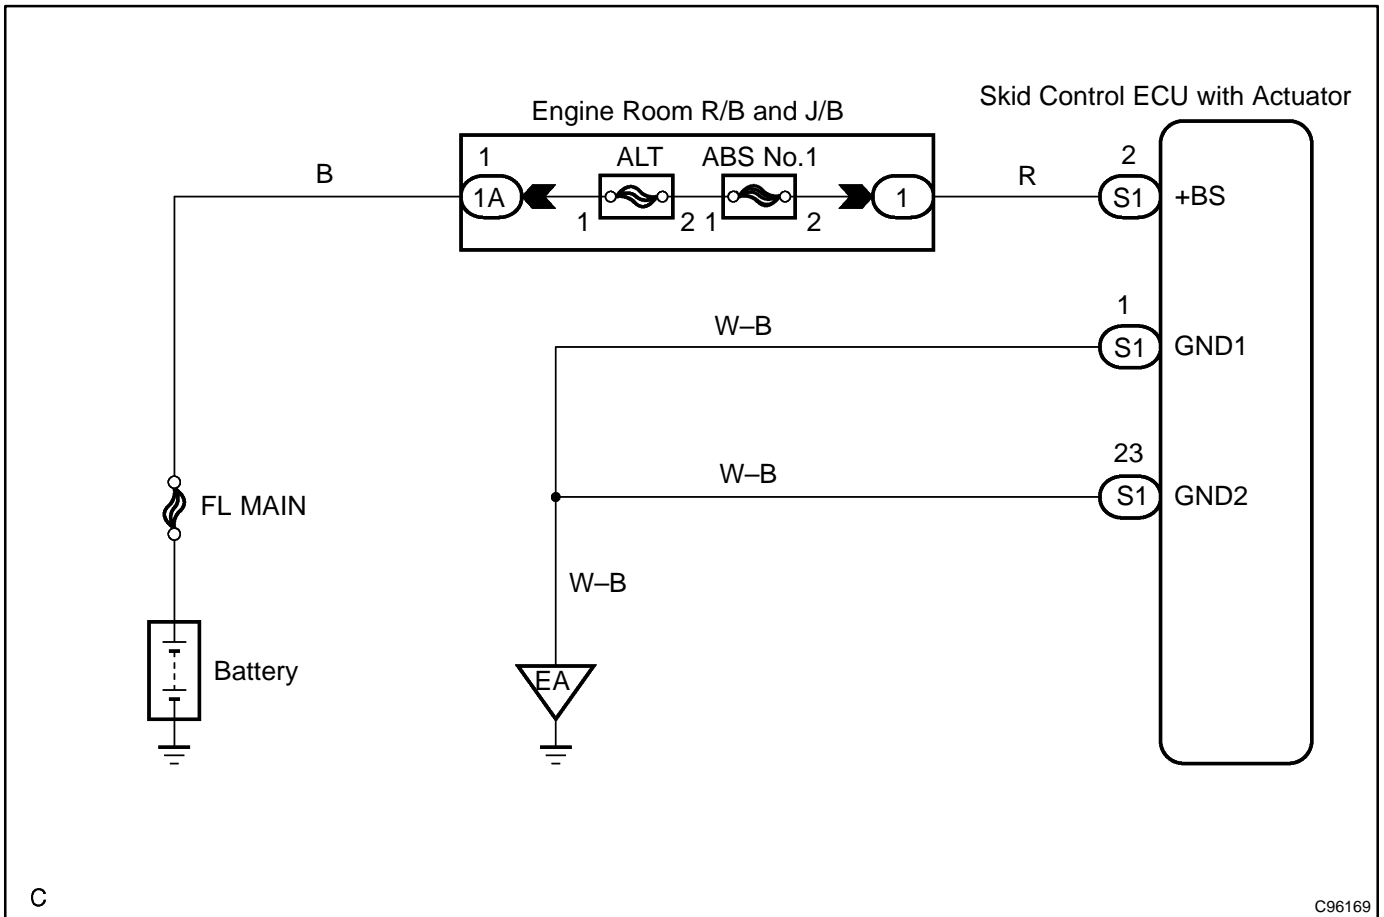 Skid Control ECU with Actuator
Engine Room R/B and J/B
B
1
1A
ALT
ABS No.1
1
2
1
2
1
R
2
S1
+BS
W–B
1
S1
GND1
W–B
23
S1
GND2
FL MAIN
W–B
Battery
EA
C
C96169